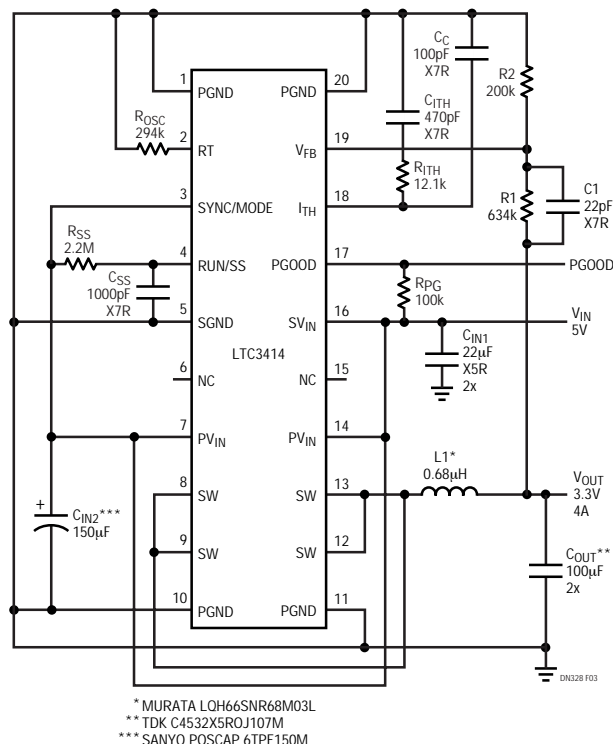 CC
100pF
X7R
R2
200k
1
PGND
PGND
20
CITH
470pF
X7R
ROSC
294k
2
RT
VFB
19
RITH
12.1k
R1
634k
C1
22pF
X7R
3
SYNC/MODE
ITH
18
RSS
2.2M
4
RUN/SS
PGOOD
17
PGOOD
CSS
1000pF
X7R
RPG
100k
5
SGND
SVIN
16
VIN
5V
LTC3414
CIN1
22µF
X5R
2x
6
NC
NC
15
7
PVIN
PVIN
14
L1*
0.68µH
8
SW
SW
13
VOUT
3.3V
4A
+
CIN2***
150µF
9
SW
SW
12
COUT**
100µF
2x
10
PGND
PGND
11
DN328 F03
*MURATA LQH66SNR68M03L
**TDK C4532X5ROJ107M
***SANYO POSCAP 6TPE150M